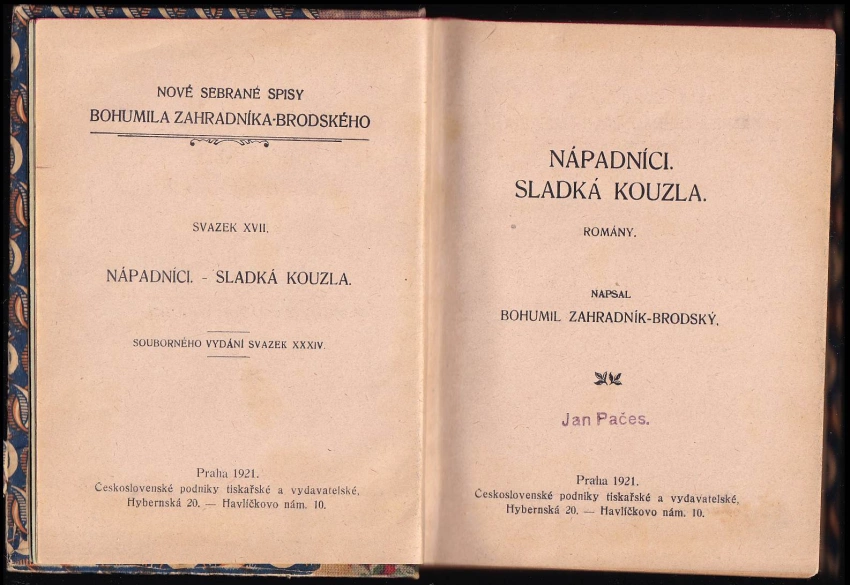 NOVÉ SEBRANÉ SPISY
BOHUMILA ZAHRADNÍKA-BRODSKÉHO
SVAZEK XVII.
NÁPADNÍCI. - SLADKÁ KOUZLA.
SOUBORNÉHO VYDÁNÍ SVAZEK XXXIV.
Praha 1921.
Československé podniky tiskařské a vydavatelské,
Hybernská 20. — Havlíčkovo nám. 10.
NÁPADNÍCI.
SLADKÁ KOUZLA.
ROMÁNY.
NAPSAL
BOHUMIL ZAHRADNÍK-BRODSKÝ.
Jan Pačes.
Praha 1921.
Československé podniky tiskařské a vydavatelské,
Hybernská 20. — Havlíčkovo nám. 10.